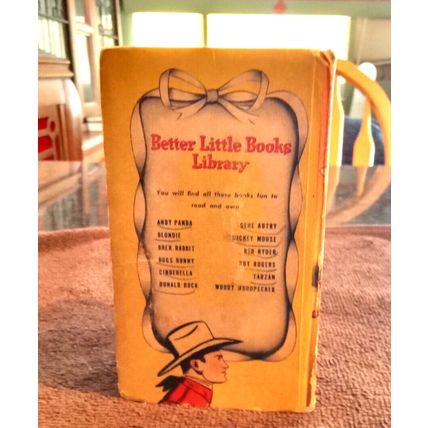 Better Little Books
Library
You will find all these books fun to
read and own.
ANDY PANDA
BLONDIE
BRER RABBIT
BUGS BUNNY
CINDERELLA
DONALD DUCK
GENE AUTRY
MICKEY MOUSE
RED RYDER
ROY ROGERS
TARZAN
WOODY WOODPECKER